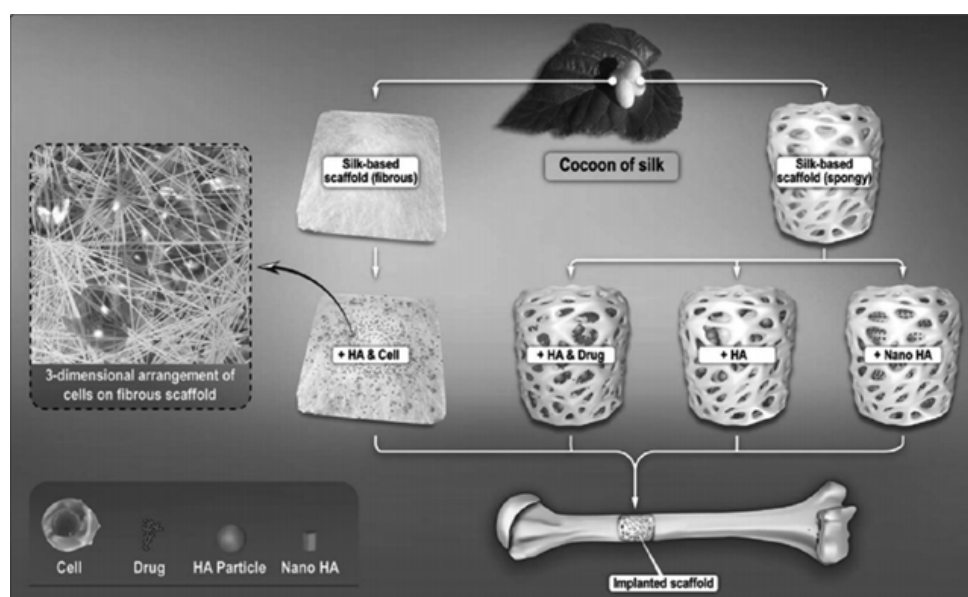 Cocoon of silk
Silk-based
scaffold (fibrous)
Silk-based
scaffold (spongy)
+ HA & Cell
+ HA & Drug
+ HA
+ Nano HA
3-dimensional arrangement of
cells on fibrous scaffold
Cell
Drug
HA Particle
Nano HA
Implanted scaffold